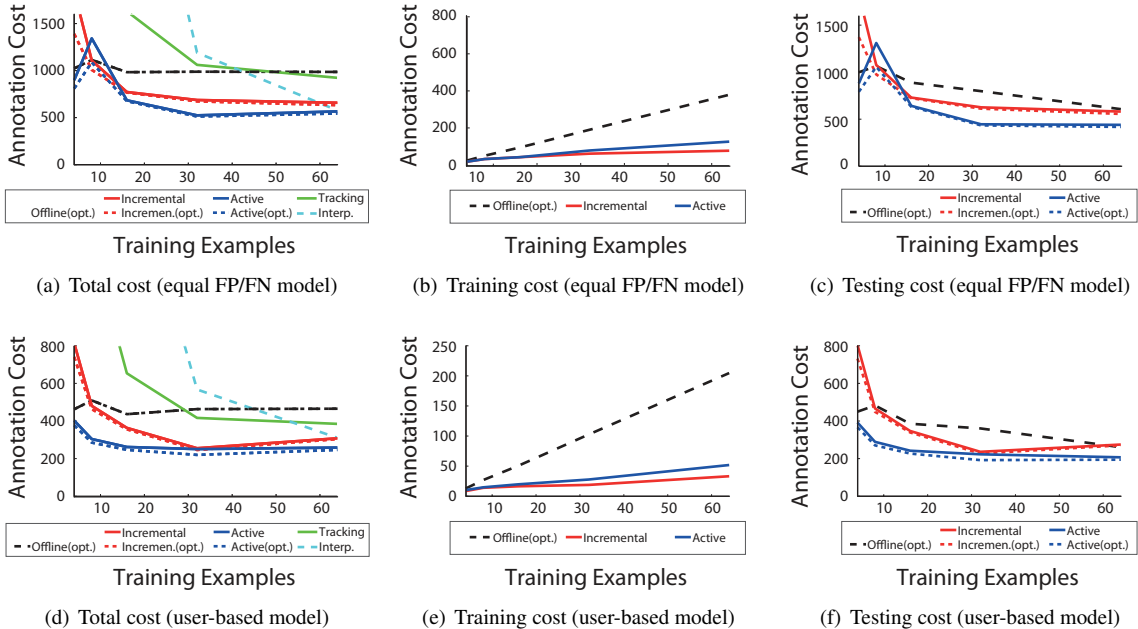 Annotation Cost
1500
1000
500
0
10 20 30 40 50 60
Incremental Active Tracking
Offline(opt.) Incremen.(opt.) Active(opt.) Interp.
Training Examples
(a) Total cost (equal FP/FN model)
Annotation Cost
800
600
400
200
0
10 20 30 40 50 60
Offline(opt.) Incremental Active
Training Examples
(b) Training cost (equal FP/FN model)
Annotation Cost
1500
1000
500
0
10 20 30 40 50 60
Incremental Active
Offline(opt.) Incremen.(opt.) Active(opt.)
Training Examples
(c) Testing cost (equal FP/FN model)
Annotation Cost
800
600
400
200
0
10 20 30 40 50 60
Incremental Active Tracking
Offline(opt.) Incremen.(opt.) Active(opt.) Interp.
Training Examples
(d) Total cost (user-based model)
Annotation Cost
250
200
150
100
50
0
10 20 30 40 50 60
Offline(opt.) Incremental Active
Training Examples
(e) Training cost (user-based model)
Annotation Cost
800
600
400
200
0
10 20 30 40 50 60
Incremental Active
Offline(opt.) Incremen.(opt.) Active(opt.)
Training Examples
(f) Testing cost (user-based model)